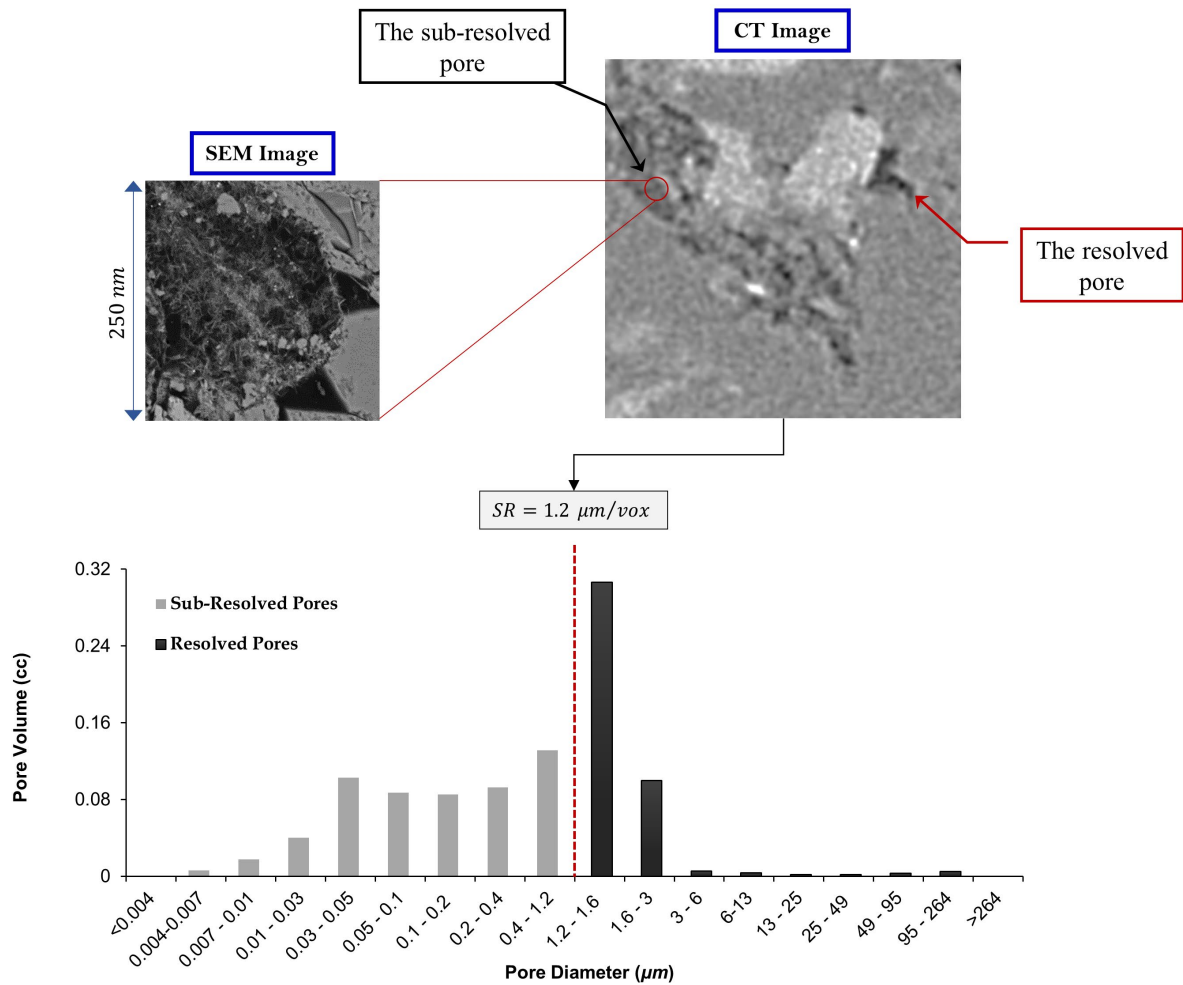 The sub-resolved
pore
CT Image
SEM Image
250 nm
The resolved
pore
SR = 1.2 μm/vox
0.32
0.24
0.16
0.08
0
Pore Volume (cc)
Sub-Resolved Pores
Resolved Pores
<0.004
0.004-0.007
0.007 - 0.01
0.01 - 0.03
0.03 - 0.05
0.05 - 0.1
0.1 - 0.2
0.2 - 0.4
0.4 - 1.2
1.2 - 1.6
1.6 - 3
3 - 6
6-13
13 - 25
25 - 49
49 - 95
95 - 264
>264
Pore Diameter (μm)